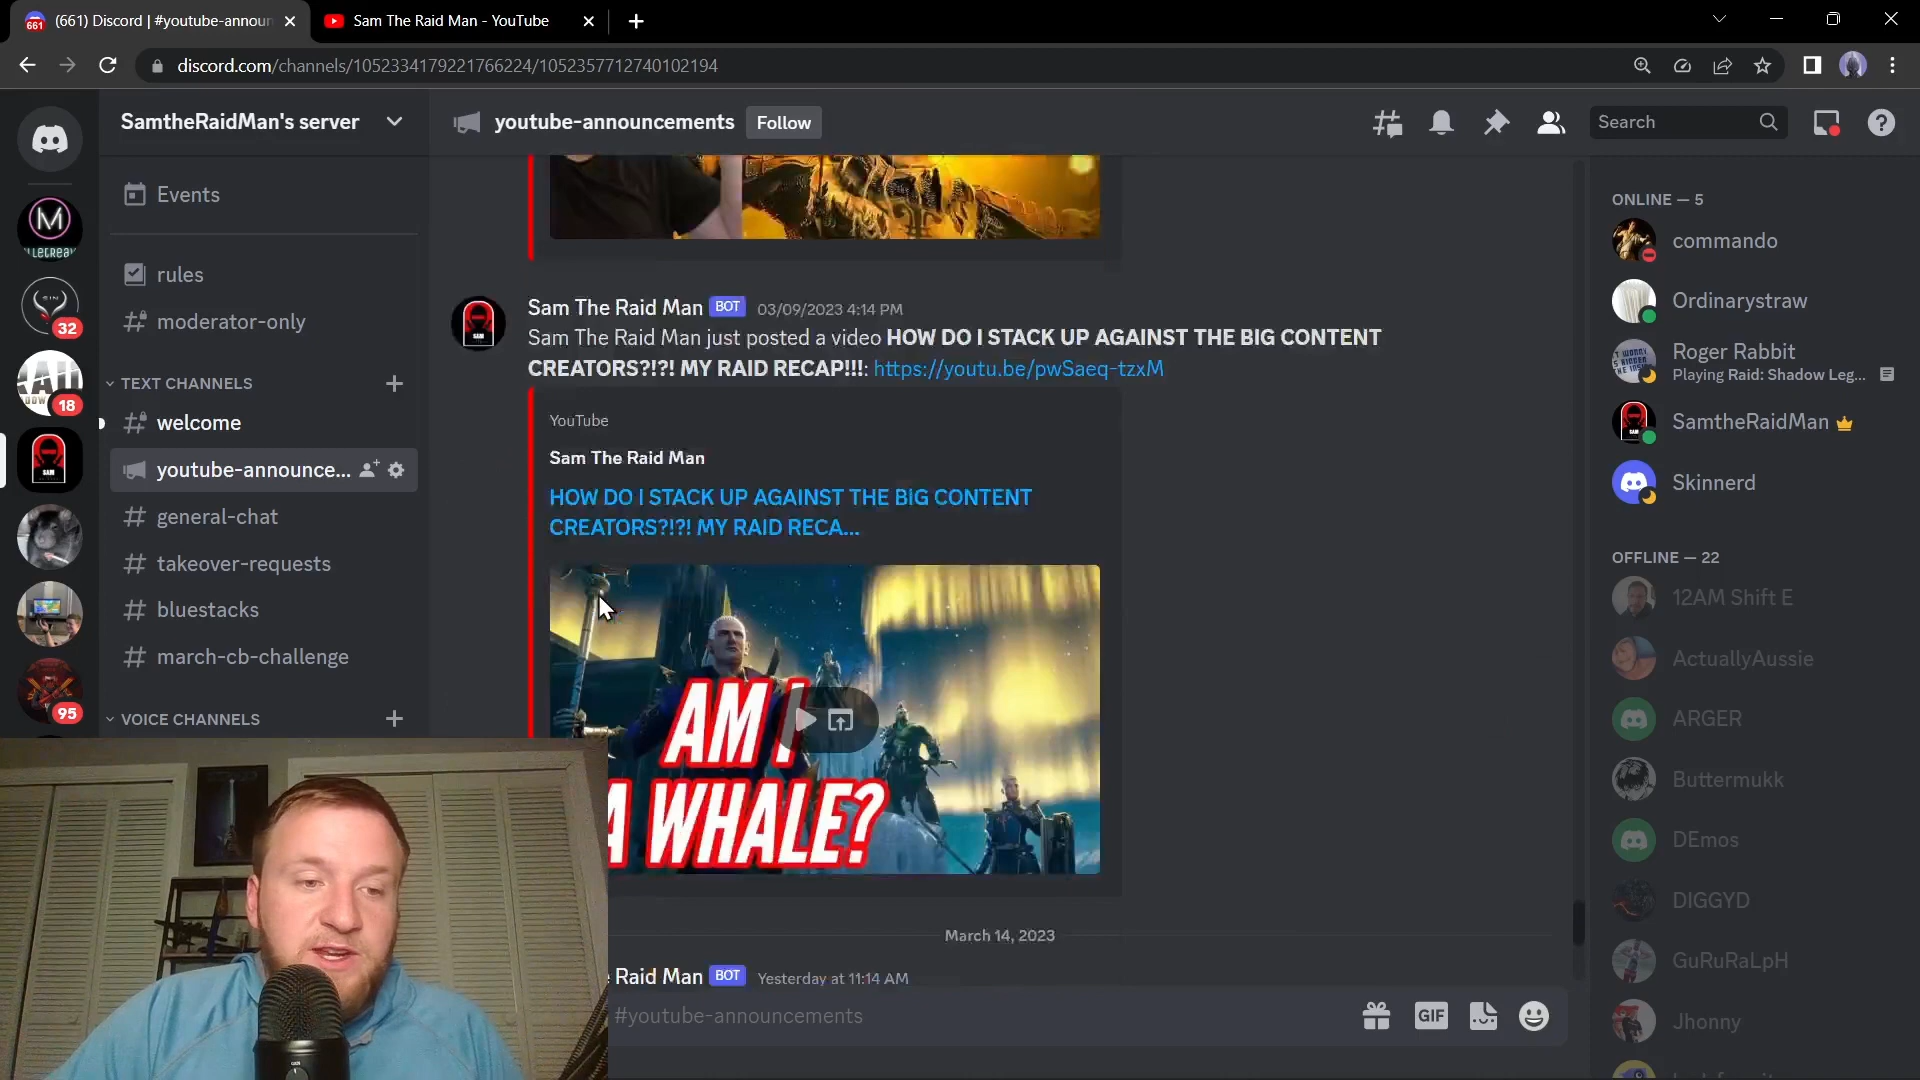 (661) Discord | #youtube-announ
Sam The Raid Man - YouTube
discord.com/channels/1052334179221766224/1052357712740102194
SamtheRaidMan's server
youtube-announcements
Follow
Search
Events
rules
moderator-only
TEXT CHANNELS
welcome
youtube-announce...
general-chat
takeover-requests
bluestacks
march-cb-challenge
VOICE CHANNELS
32
18
SAM
95
Sam The Raid Man BOT 03/09/2023 4:14 PM
Sam The Raid Man just posted a video HOW DO I STACK UP AGAINST THE BIG CONTENT
CREATORS?!?! MY RAID RECAP!!!: https://youtu.be/pwSaeq-tzxM
YouTube
Sam The Raid Man
HOW DO I STACK UP AGAINST THE BIG CONTENT
CREATORS?!?! MY RAID RECA...
AM I
A WHALE?
March 14, 2023
Raid Man BOT Yesterday at 11:14 AM
#youtube-announcements
GIF
ONLINE — 5
commando
Ordinarystraw
Roger Rabbit
Playing Raid: Shadow Leg...
SamtheRaidMan
Skinnerd
OFFLINE — 22
12AM Shift E
ActuallyAussie
ARGER
Buttermukk
DEmos
DIGGYD
GuRuRaLpH
Jhonny